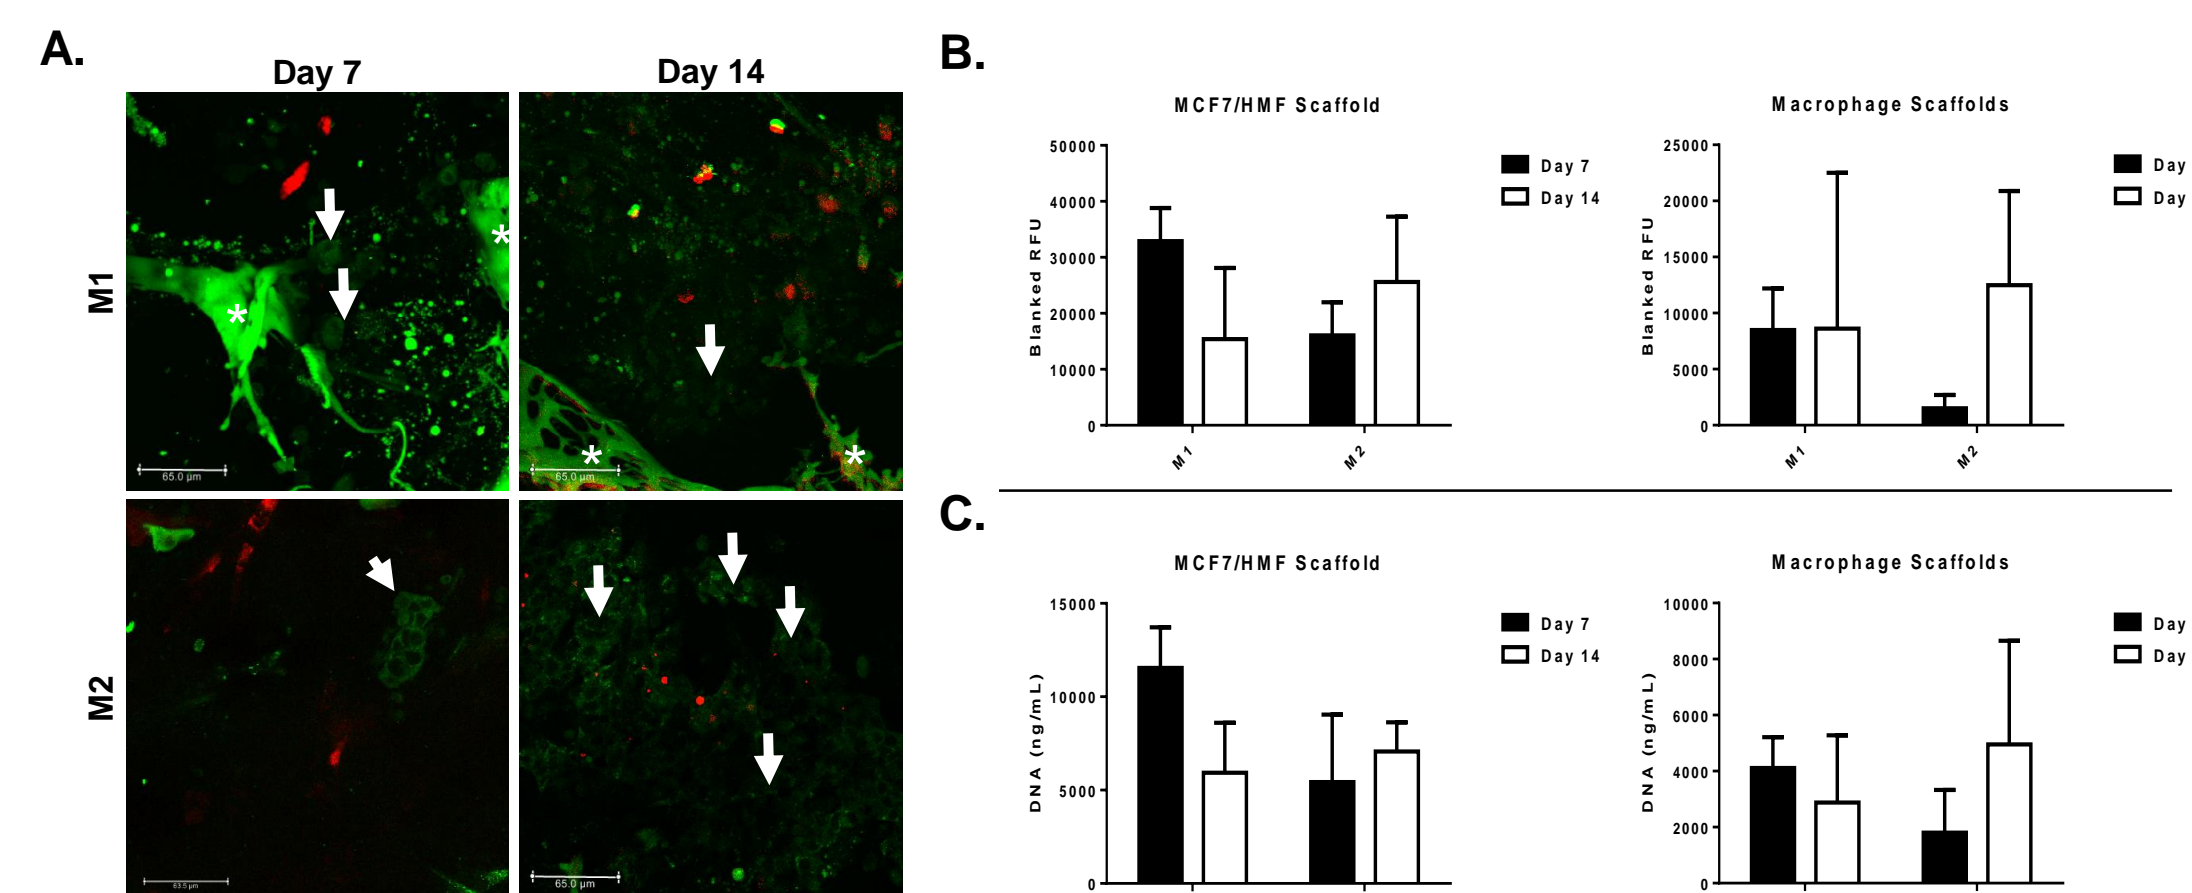 A.
Day 7
Day 14
M1
*
*
65.0 µm
*
*
65.0 µm
M2
63.5 µm
65.0 µm
B.
MCF7/HMF Scaffold
Blanked RFU
50000
40000
30000
20000
10000
0
M1
M2
Day 7
Day 14
Macrophage Scaffolds
Blanked RFU
25000
20000
15000
10000
5000
0
M1
M2
Day
Day
C.
MCF7/HMF Scaffold
DNA (ng/mL)
15000
10000
5000
0
Day 7
Day 14
Macrophage Scaffolds
DNA (ng/mL)
10000
8000
6000
4000
2000
0
Day
Day